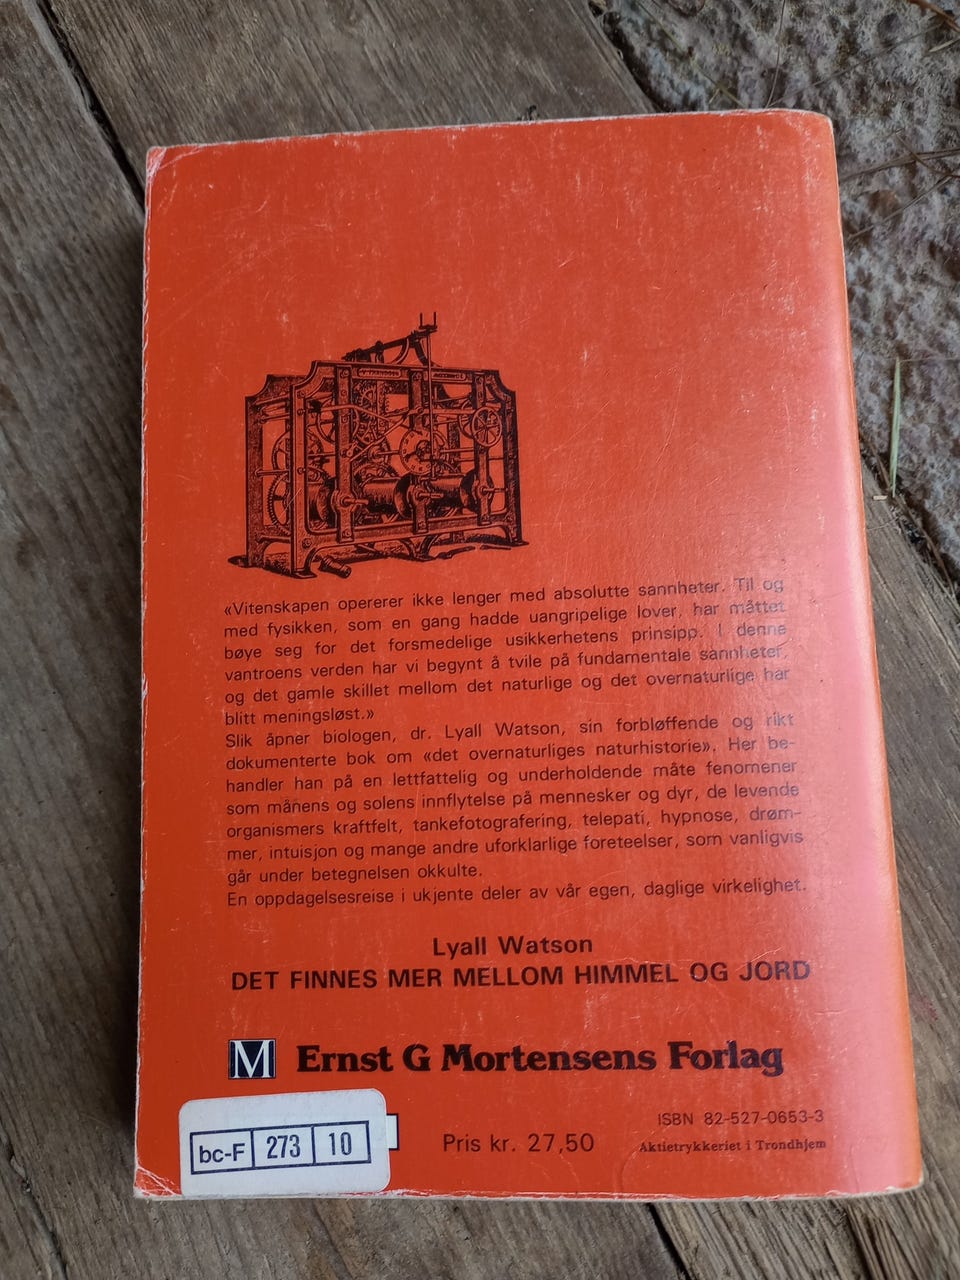 «Vitenskapen opererer ikke lenger med absolutte sannheter. Til og
med fysikken, som en gang hadde uangripelige lover, har måttet
bøye seg for det forsmedelige usikkerhetens prinsipp. I denne
vantroens verden har vi begynt å tvile på fundamentale sannheter,
og det gamle skillet mellom det naturlige og det overnaturlige har
blitt meningsløst.»
Slik åpner biologen, dr. Lyall Watson, sin forbløffende og rikt
dokumenterte bok om «det overnaturliges naturhistorie». Her be-
handler han på en lettfattelig og underholdende måte fenomener
som månens og solens innflytelse på mennesker og dyr, de levende
organismers kraftfelt, tankefotografering, telepati, hypnose, drøm-
mer, intuisjon og mange andre uforklarlige foreteelser, som vanligvis
går under betegnelsen okkulte.
En oppdagelsesreise i ukjente deler av vår egen, daglige virkelighet.
Lyall Watson
DET FINNES MER MELLOM HIMMEL OG JORD
M Ernst G Mortensens Forlag
ISBN 82-527-0653-3
Pris kr. 27,50
Aktietrykkeriet i Trondhjem
bc-F 273 10